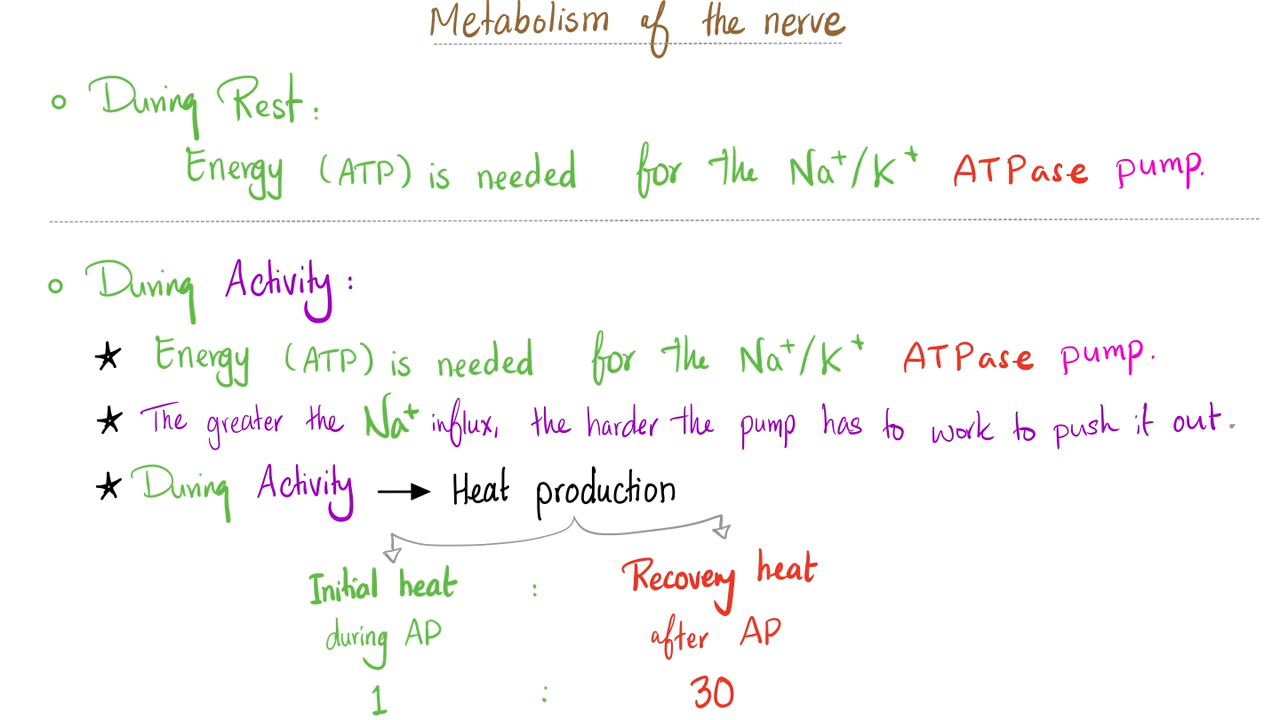 Metabolism of the nerve
o During Rest:
Energy (ATP) is needed for the Na⁺/K⁺ ATPase pump.
o During Activity:
★ Energy (ATP) is needed for the Na⁺/K⁺ ATPase pump.
★ The greater the Na⁺ influx, the harder the pump has to work to push it out.
★ During Activity → Heat production
Initial heat : Recovery heat
during AP after AP
1 : 30